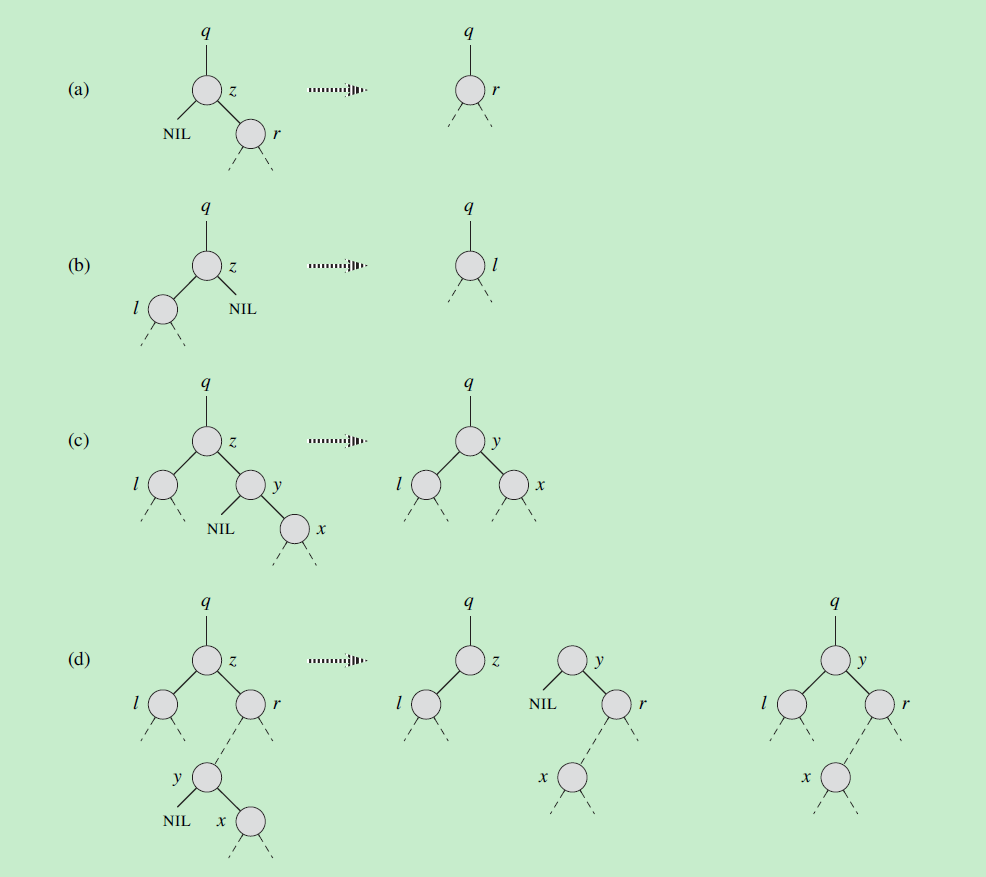 q q
(a) z r
NIL r
q q
(b) z l
l NIL
q q
(c) z y
l y l x
NIL x
q q q
(d) z z y y
l r l NIL r l r
y x x
NIL x